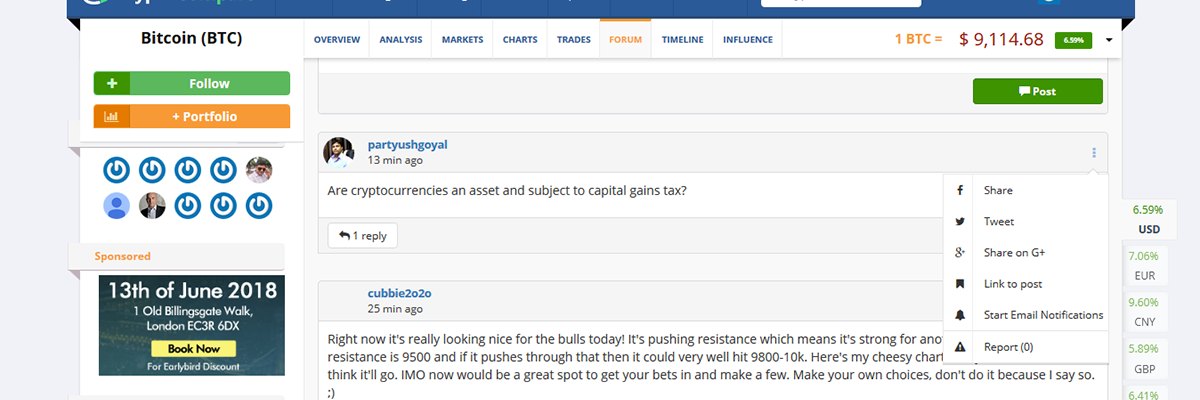 Bitcoin (BTC)
OVERVIEW
ANALYSIS
MARKETS
CHARTS
TRADES
FORUM
TIMELINE
INFLUENCE
1 BTC =
$ 9,114.68
6.59%
Follow
+ Portfolio
Post
partyushgoyal
13 min ago
Are cryptocurrencies an asset and subject to capital gains tax?
1 reply
Share
Tweet
Share on G+
Link to post
Start Email Notifications
Report (0)
Sponsored
13th of June 2018
1 Old Billingsgate Walk,
London EC3R 6DX
Book Now
For Earlybird Discount
cubbie2o2o
25 min ago
Right now it's really looking nice for the bulls today! It's pushing resistance which means it's strong for
resistance is 9500 and if it pushes through that then it could very well hit 9800-10k. Here's my cheesy chart
think it'll go. IMO now would be a great spot to get your bets in and make a few. Make your own choices, don't do it because I say so.
;)
6.59%
USD
7.06%
EUR
9.60%
CNY
5.89%
GBP
6.41%